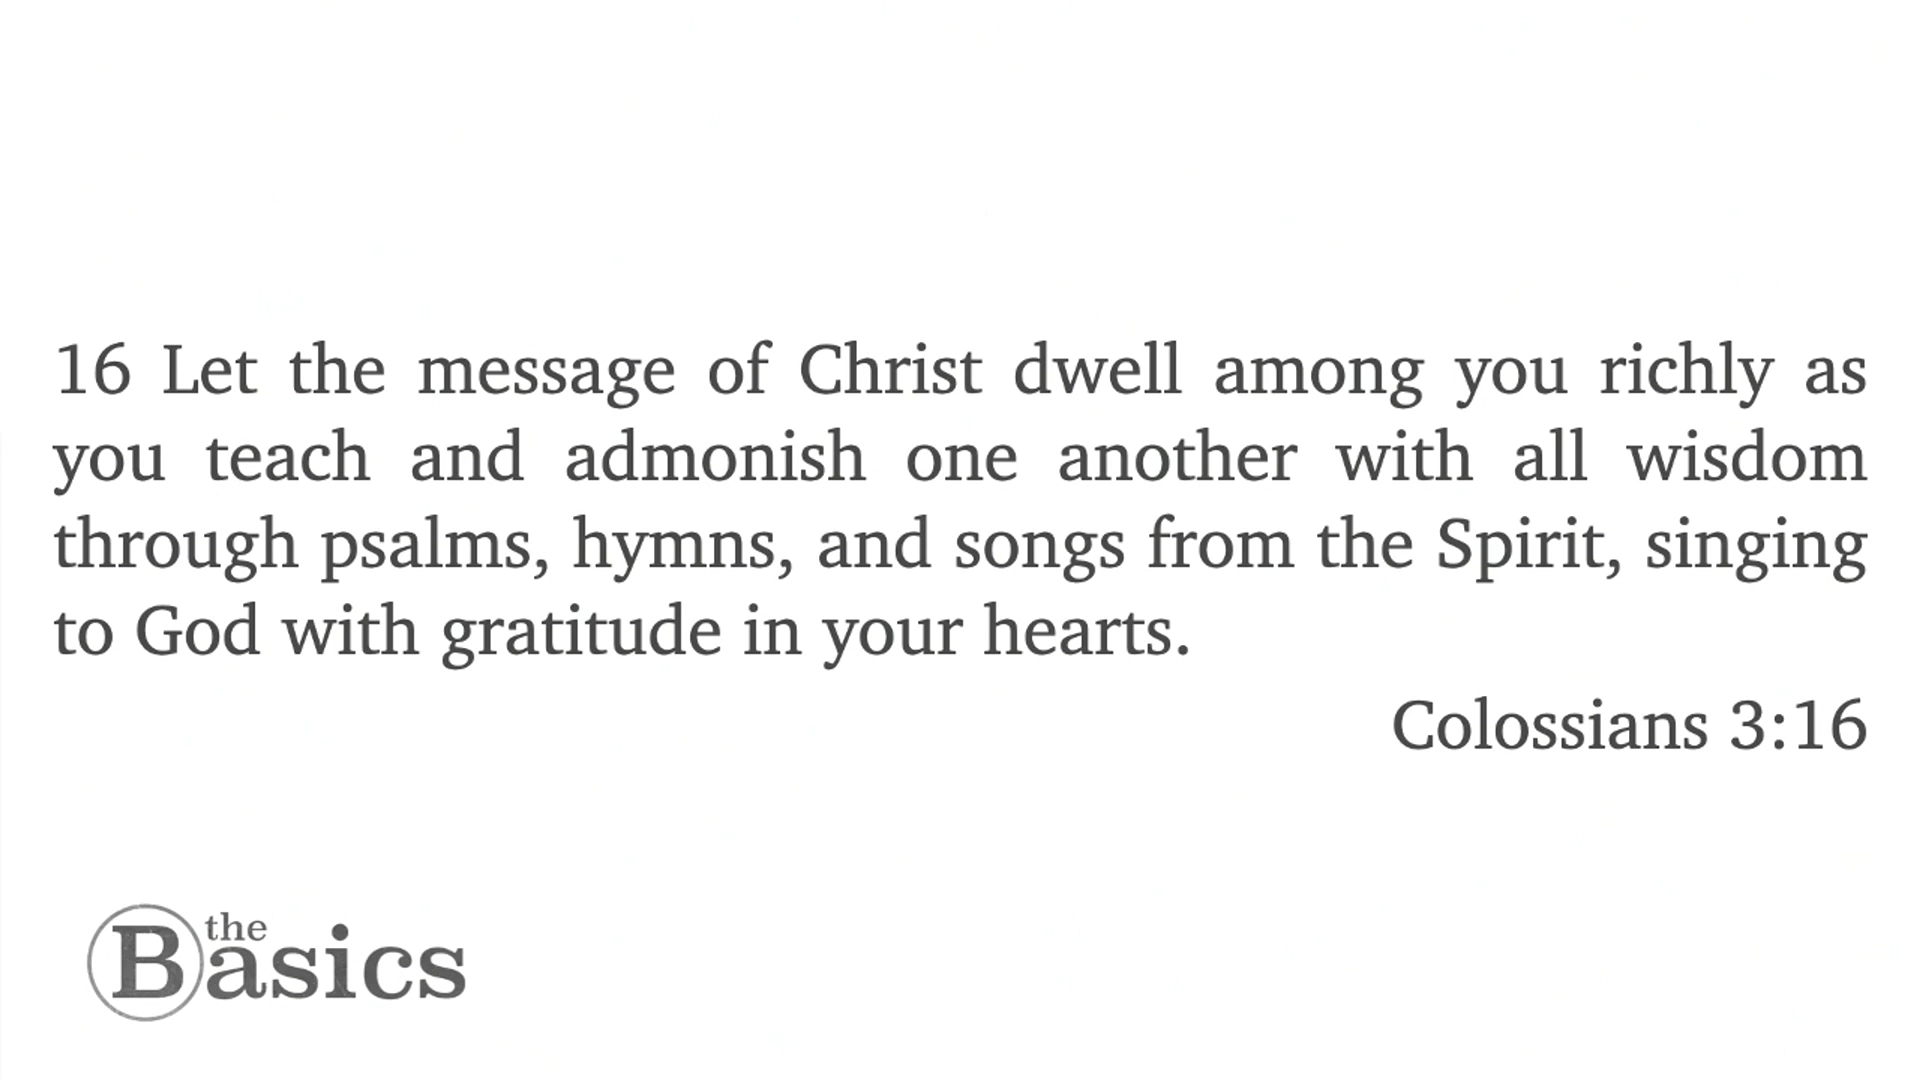 16 Let the message of Christ dwell among you richly as
you teach and admonish one another with all wisdom
through psalms, hymns, and songs from the Spirit, singing
to God with gratitude in your hearts.
Colossians 3:16
the
Basics